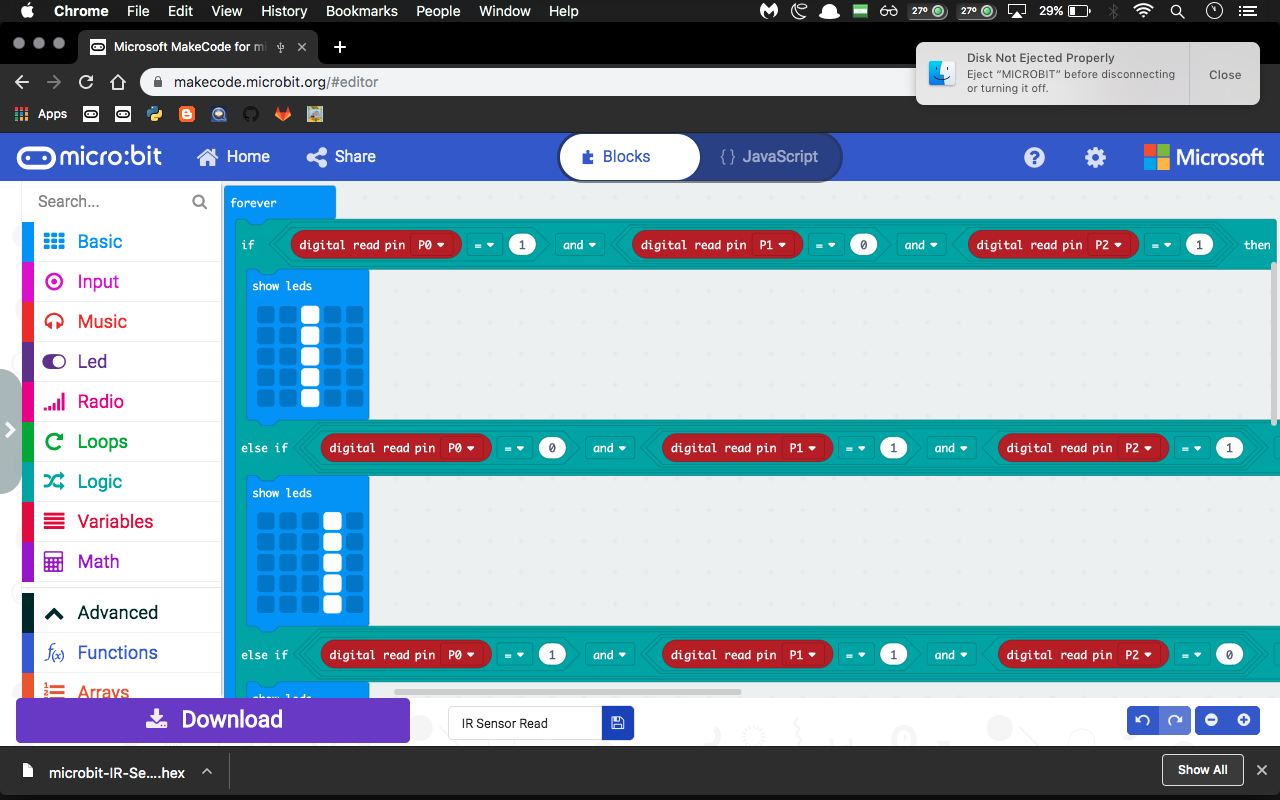 Chrome File Edit View History Bookmarks People Window Help 27° 27° 29%
Microsoft MakeCode for mi
makecode.microbit.org/#editor
Disk Not Ejected Properly
Eject “MICROBIT” before disconnecting
or turning it off.
Close
Apps
micro:bit Home Share Blocks {} JavaScript Microsoft
Search...
Basic
Input
Music
Led
Radio
Loops
Logic
Variables
Math
Advanced
Functions
Arrays
forever
if digital read pin P0 = 1 and digital read pin P1 = 0 and digital read pin P2 = 1 then
show leds
else if digital read pin P0 = 0 and digital read pin P1 = 1 and digital read pin P2 = 1
show leds
else if digital read pin P0 = 1 and digital read pin P1 = 1 and digital read pin P2 = 0
show leds
Download
IR Sensor Read
microbit-IR-Se....hex
Show All